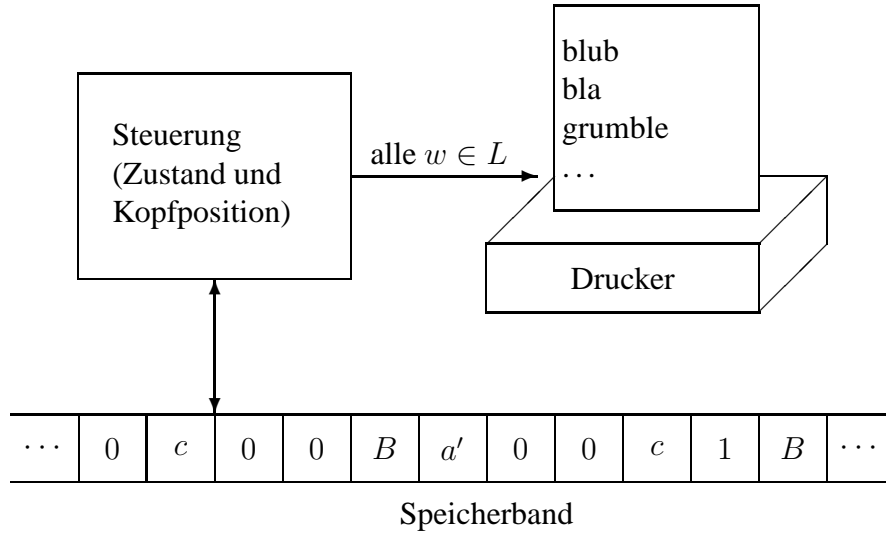 blub
bla
grumble
···
Steuerung
(Zustand und
Kopfposition)
alle w ∈ L
Drucker
··· 0 c 0 0 B a′ 0 0 c 1 B ···
Speicherband